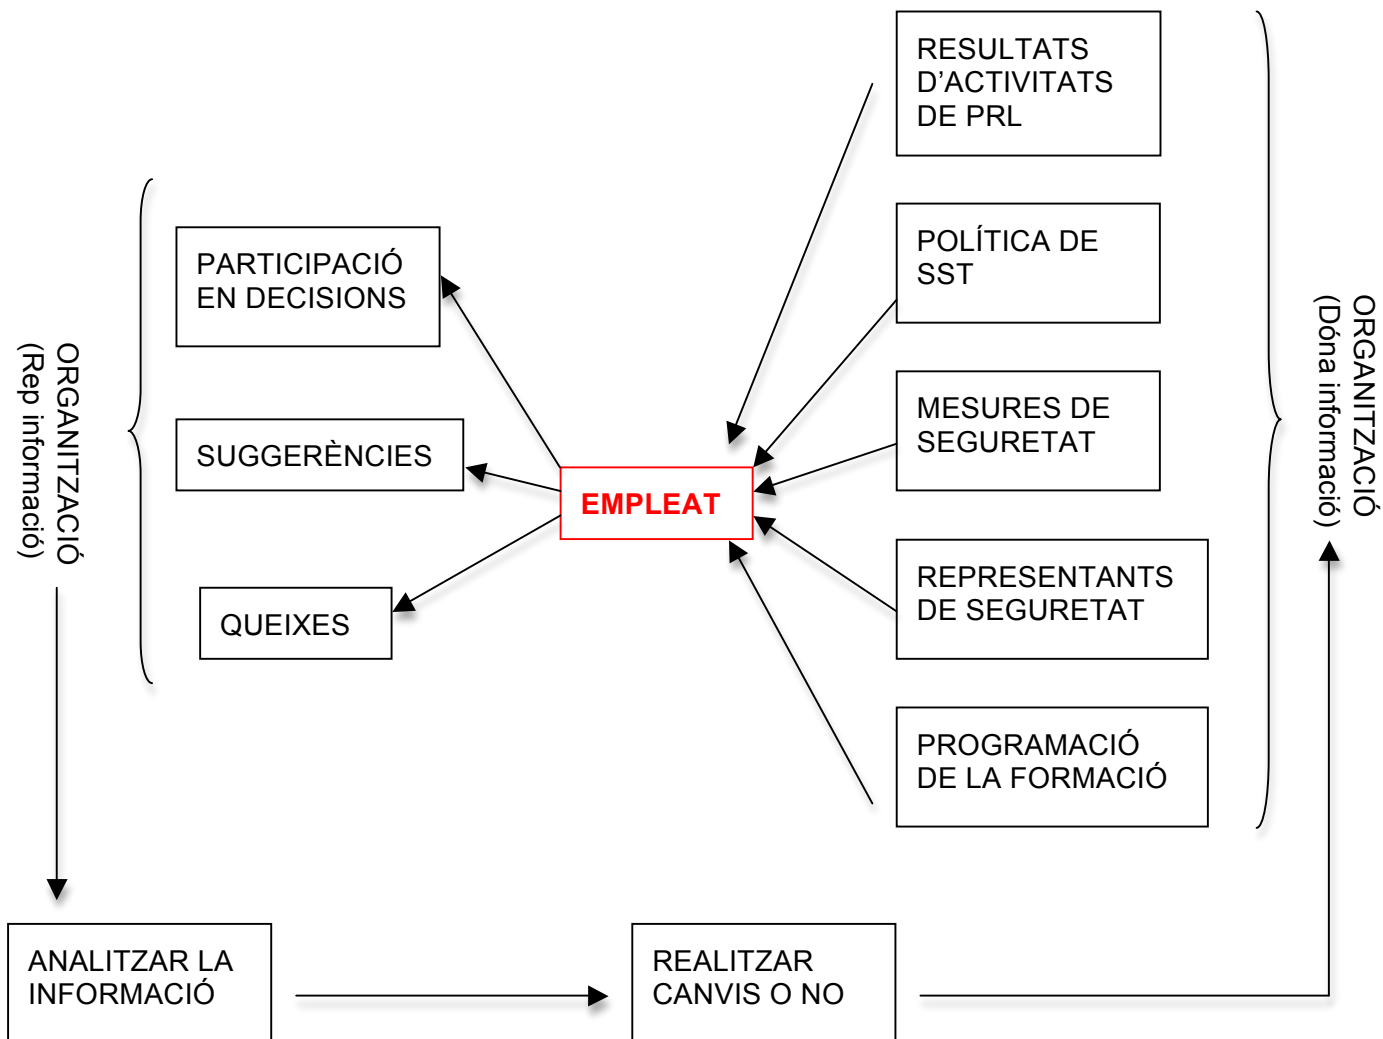 RESULTATS
D’ACTIVITATS
DE PRL
POLÍTICA DE
SST
PARTICIPACIÓ
EN DECISIONS
MESURES DE
SEGURETAT
SUGGERÈNCIES
EMPLEAT
REPRESENTANTS
DE SEGURETAT
QUEIXES
PROGRAMACIÓ
DE LA FORMACIÓ
ORGANITZACIÓ
(Rep informació)
ORGANITZACIÓ
(Dóna informació)
ANALITZAR LA
INFORMACIÓ
REALITZAR
CANVIS O NO